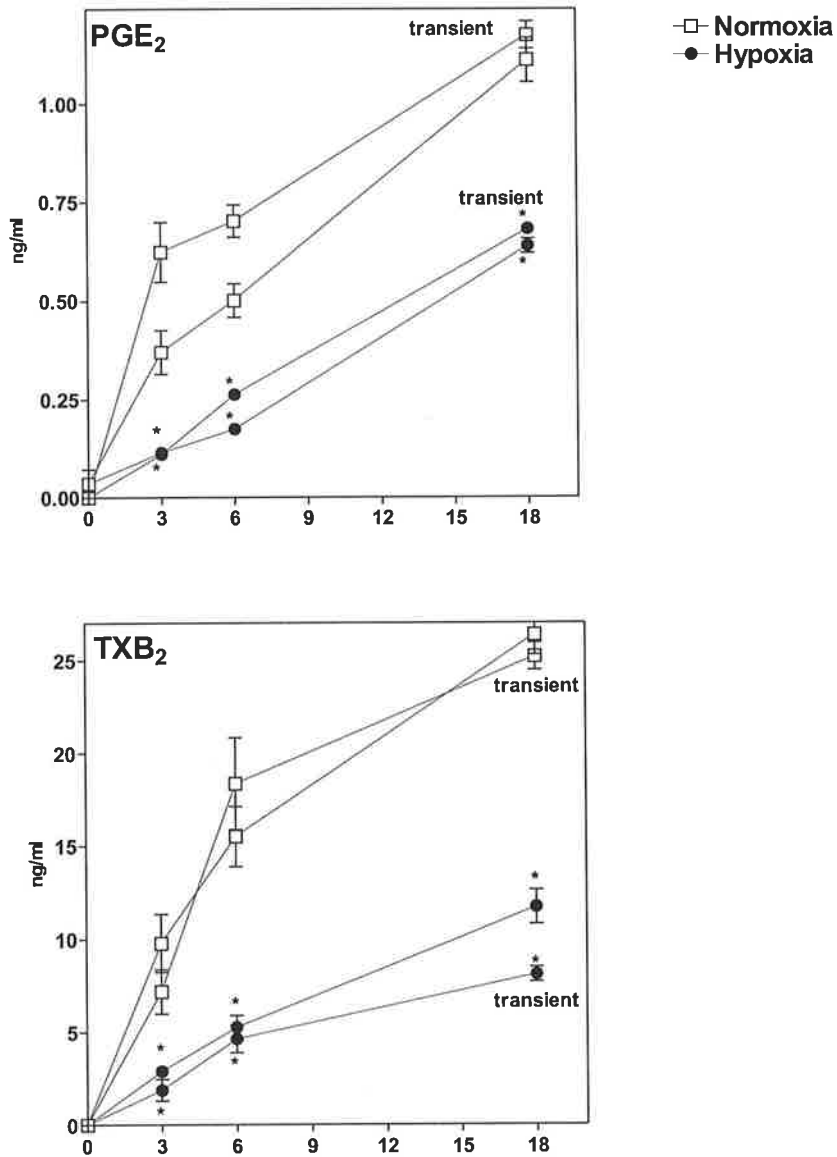 PGE2
transient
Normoxia
Hypoxia
1.00
transient
0.75
*
ng/ml
0.50
*
*
0.25
*
*
*
0.00
0 3 6 9 12 15 18
TXB2
25
transient
20
ng/ml
15
*
10
*
*
transient
5
*
*
*
0
0 3 6 9 12 15 18